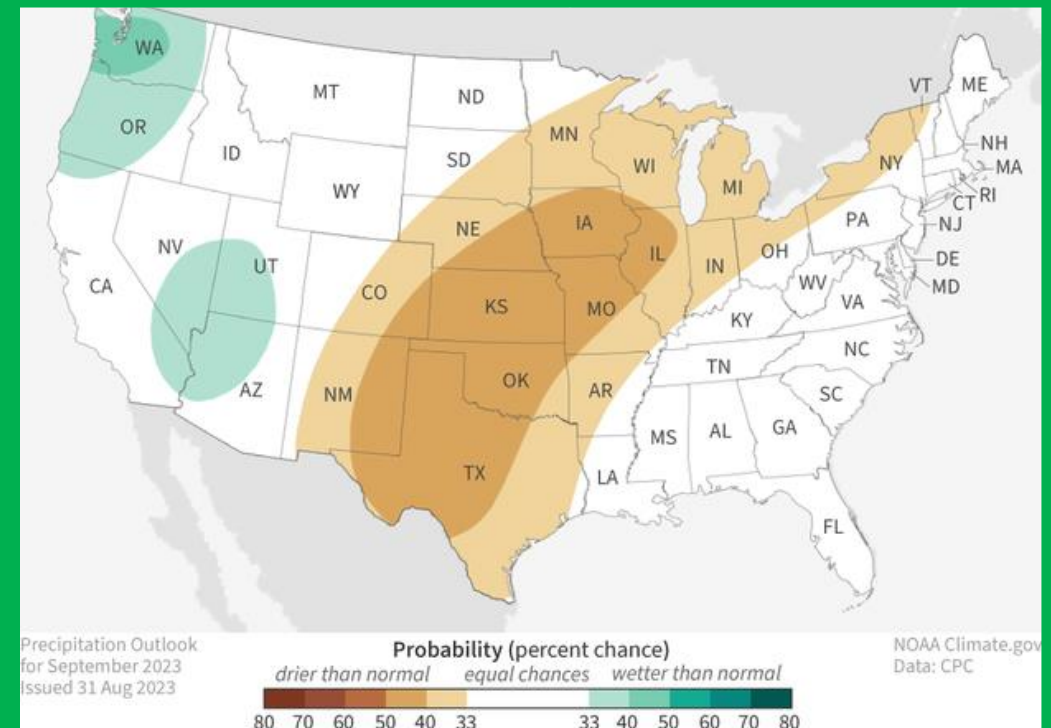 WA
MT
ND
MN
VT
ME
OR
ID
SD
WI
MI
NY
NH
MA
WY
CT
RI
NV
UT
NE
IA
IL
IN
OH
PA
NJ
CA
CO
KS
MO
WV
VA
DE
MD
KY
AZ
NM
OK
AR
TN
NC
SC
TX
MS
AL
GA
LA
FL
Precipitation Outlook
for September 2023
Issued 31 Aug 2023
Probability (percent chance)
drier than normal equal chances wetter than normal
80 70 60 50 40 33 33 40 50 60 70 80
NOAA Climate.gov
Data: CPC